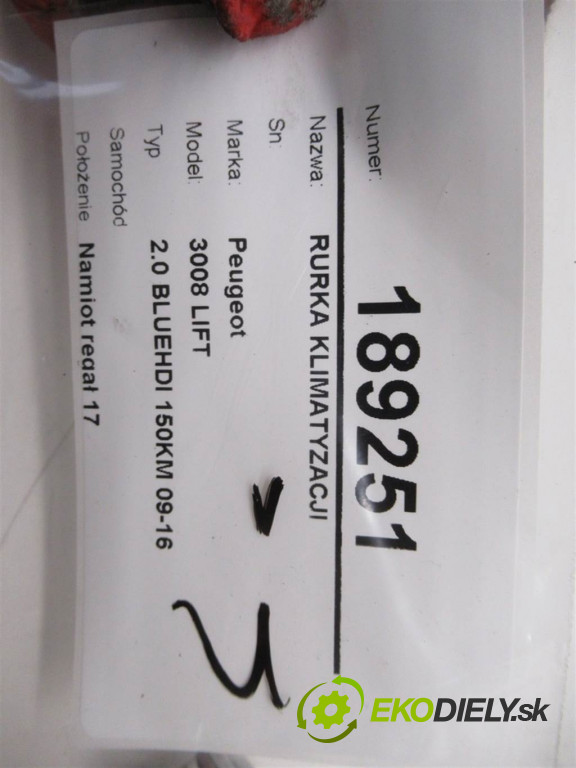 Numer: 189251
Nazwa: RURKA KLIMATYZACJI
Sn:
Marka: Peugeot
Model: 3008 LIFT
Typ 2.0 BLUEHDI 150KM 09-16
Samochód
Położenie Namiot regał 17
EKODIELY.sk